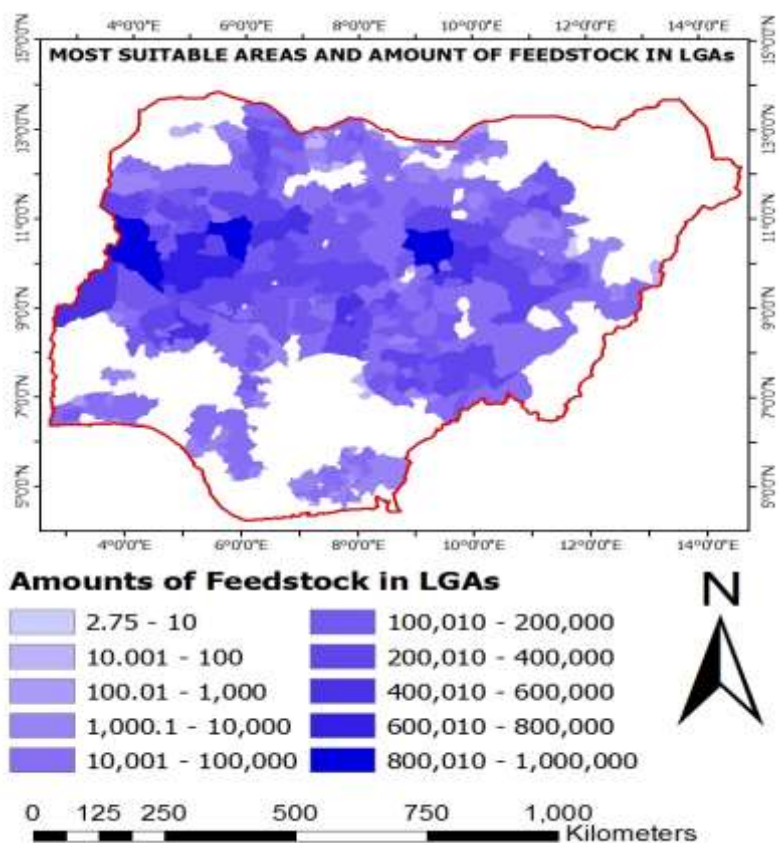 4°0'0"E 6°0'0"E 8°0'0"E 10°0'0"E 12°0'0"E 14°0'0"E
MOST SUITABLE AREAS AND AMOUNT OF FEEDSTOCK IN LGAs
15°0'0"N 15°0'0"N
13°0'0"N 13°0'0"N
11°0'0"N 11°0'0"N
9°0'0"N 9°0'0"N
7°0'0"N 7°0'0"N
5°0'0"N 5°0'0"N
4°0'0"E 6°0'0"E 8°0'0"E 10°0'0"E 12°0'0"E 14°0'0"E
Amounts of Feedstock in LGAs
2.75 - 10
10.001 - 100
100.01 - 1,000
1,000.1 - 10,000
10,001 - 100,000
100,010 - 200,000
200,010 - 400,000
400,010 - 600,000
600,010 - 800,000
800,010 - 1,000,000
N
0 125 250 500 750 1,000
Kilometers